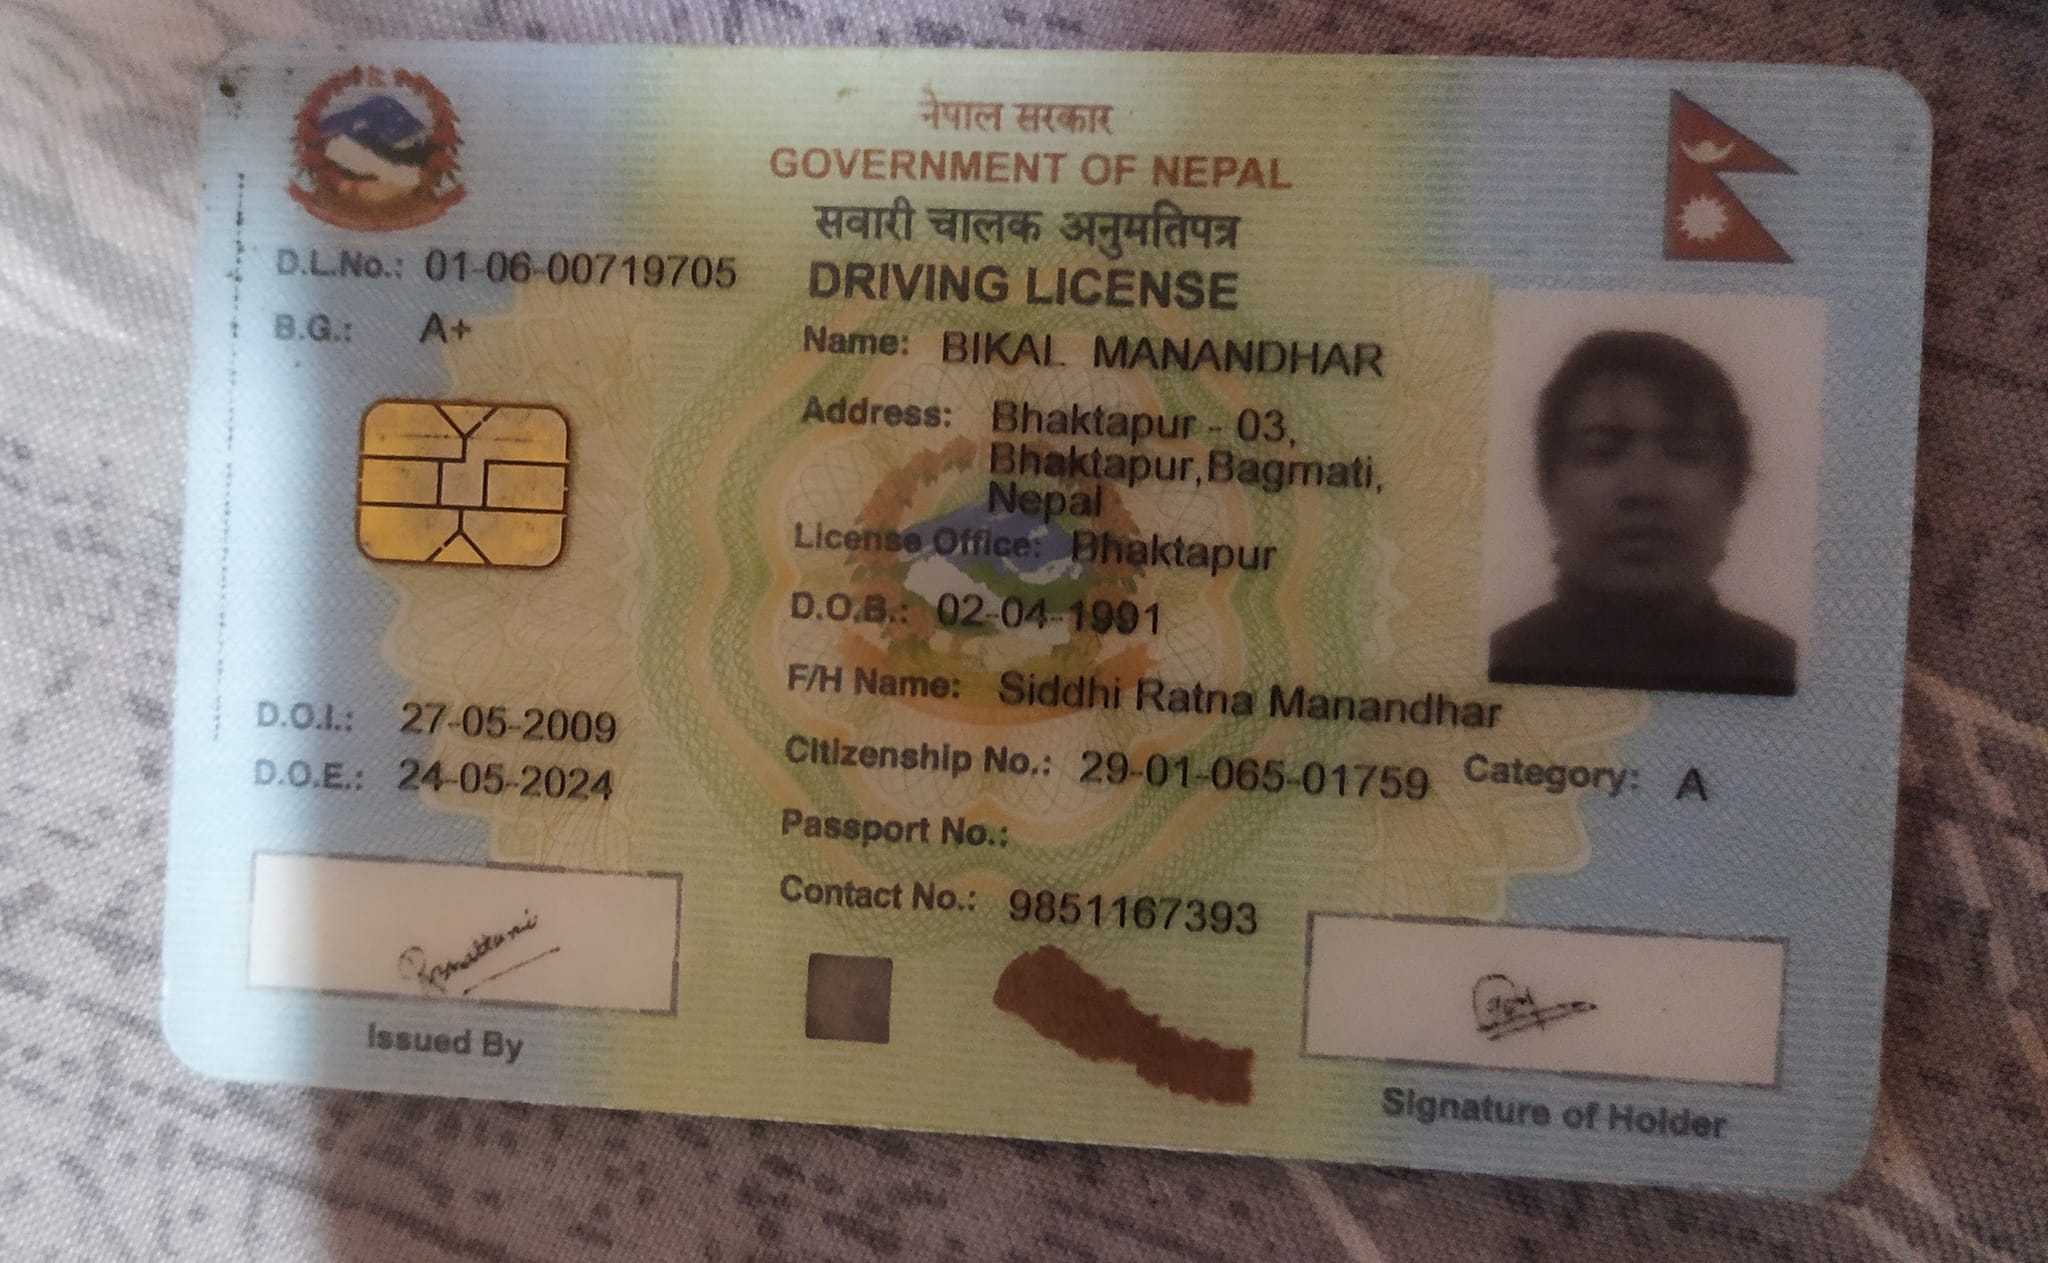 नेपाल सरकार
GOVERNMENT OF NEPAL
सवारी चालक अनुमतिपत्र
DRIVING LICENSE
D.L.No.: 01-06-00719705
B.G.: A+
Name: BIKAL MANANDHAR
Address: Bhaktapur - 03,
Bhaktapur,Bagmati,
Nepal
License Office: Bhaktapur
D.O.B.: 02-04-1991
F/H Name: Siddhi Ratna Manandhar
D.O.I.: 27-05-2009
D.O.E.: 24-05-2024
Citizenship No.: 29-01-065-01759 Category: A
Passport No.:
Contact No.: 9851167393
Issued By
Signature of Holder